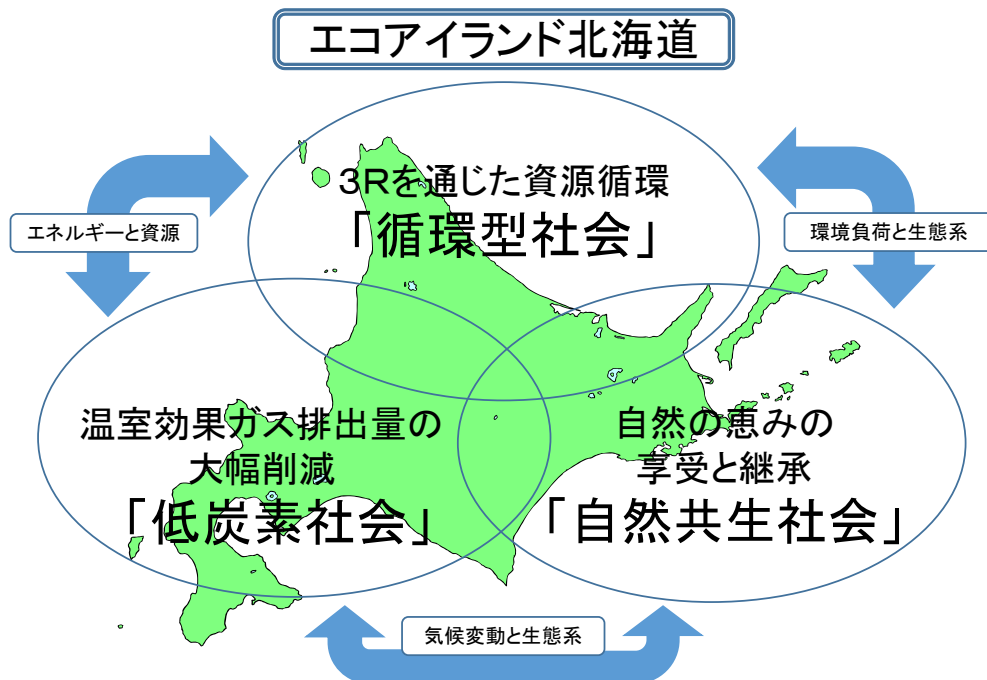 エコアイランド北海道
3Rを通じた資源循環
「循環型社会」
エネルギーと資源
環境負荷と生態系
温室効果ガス排出量の
大幅削減
「低炭素社会」
自然の恵みの
享受と継承
「自然共生社会」
気候変動と生態系